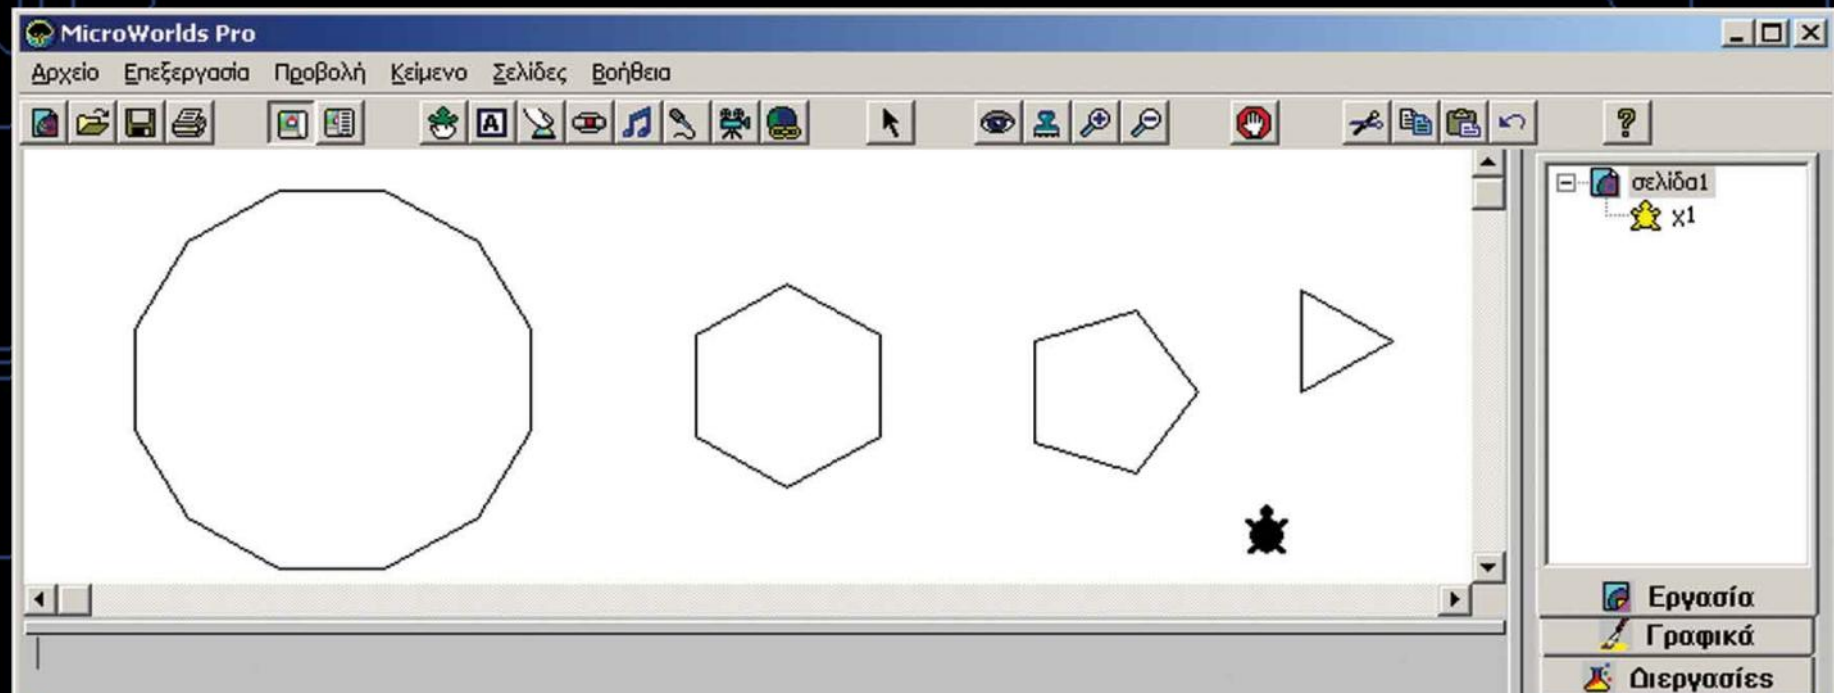 MicroWorlds Pro
Αρχείο Επεξεργασία Προβολή Κείμενο Σελίδες Βοήθεια
A ?
σελίδα1
χ1
Εργασία
Γραφικά
Διεργασίες